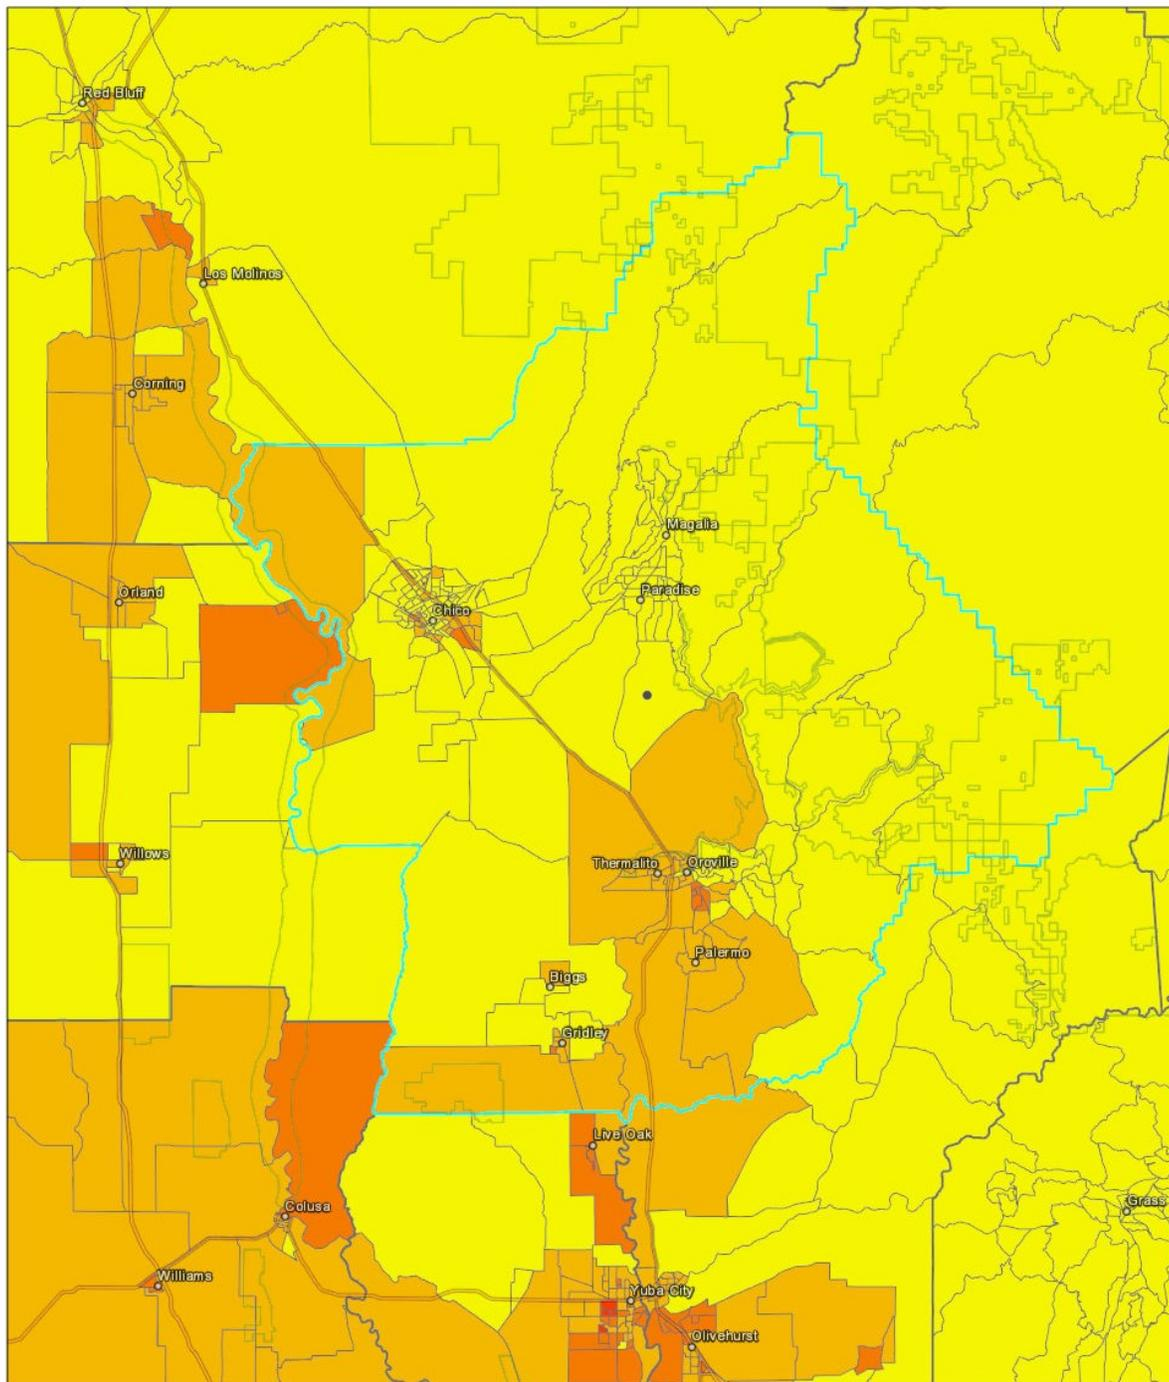 Red Bluff
Los Molinos
Corning
Magalia
Orland
Paradise
Chico
Willows
Thermalito
Oroville
Palermo
Biggs
Gridley
Live Oak
Colusa
Grass
Williams
Yuba City
Olivehurst